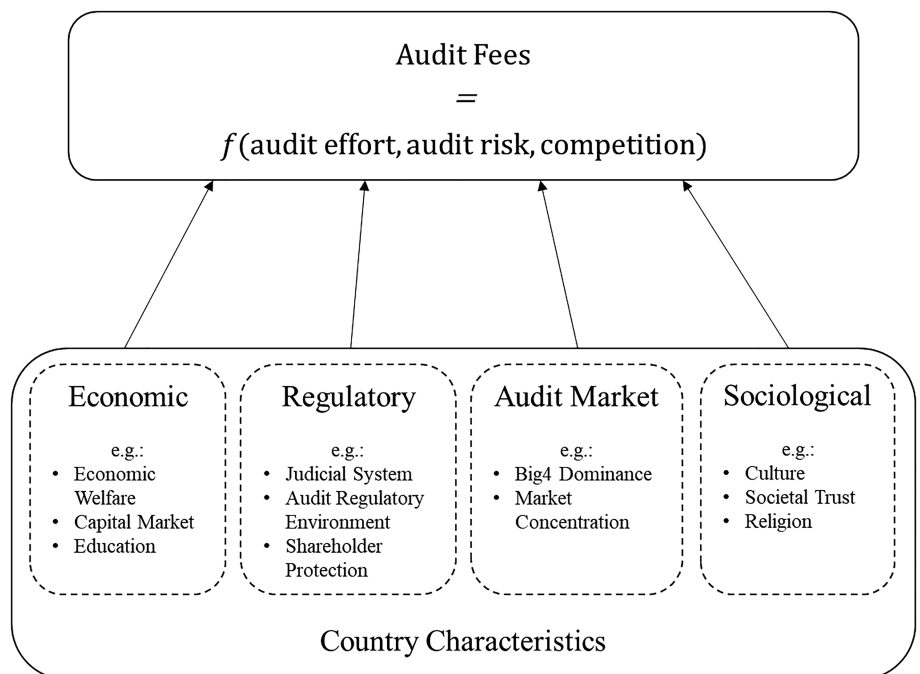 Audit Fees
=
f(audit effort, audit risk, competition)
Economic
e.g.:
• Economic
Welfare
• Capital Market
• Education
Regulatory
e.g.:
• Judicial System
• Audit Regulatory
Environment
• Shareholder
Protection
Audit Market
e.g.:
• Big4 Dominance
• Market
Concentration
Sociological
e.g.:
• Culture
• Societal Trust
• Religion
Country Characteristics